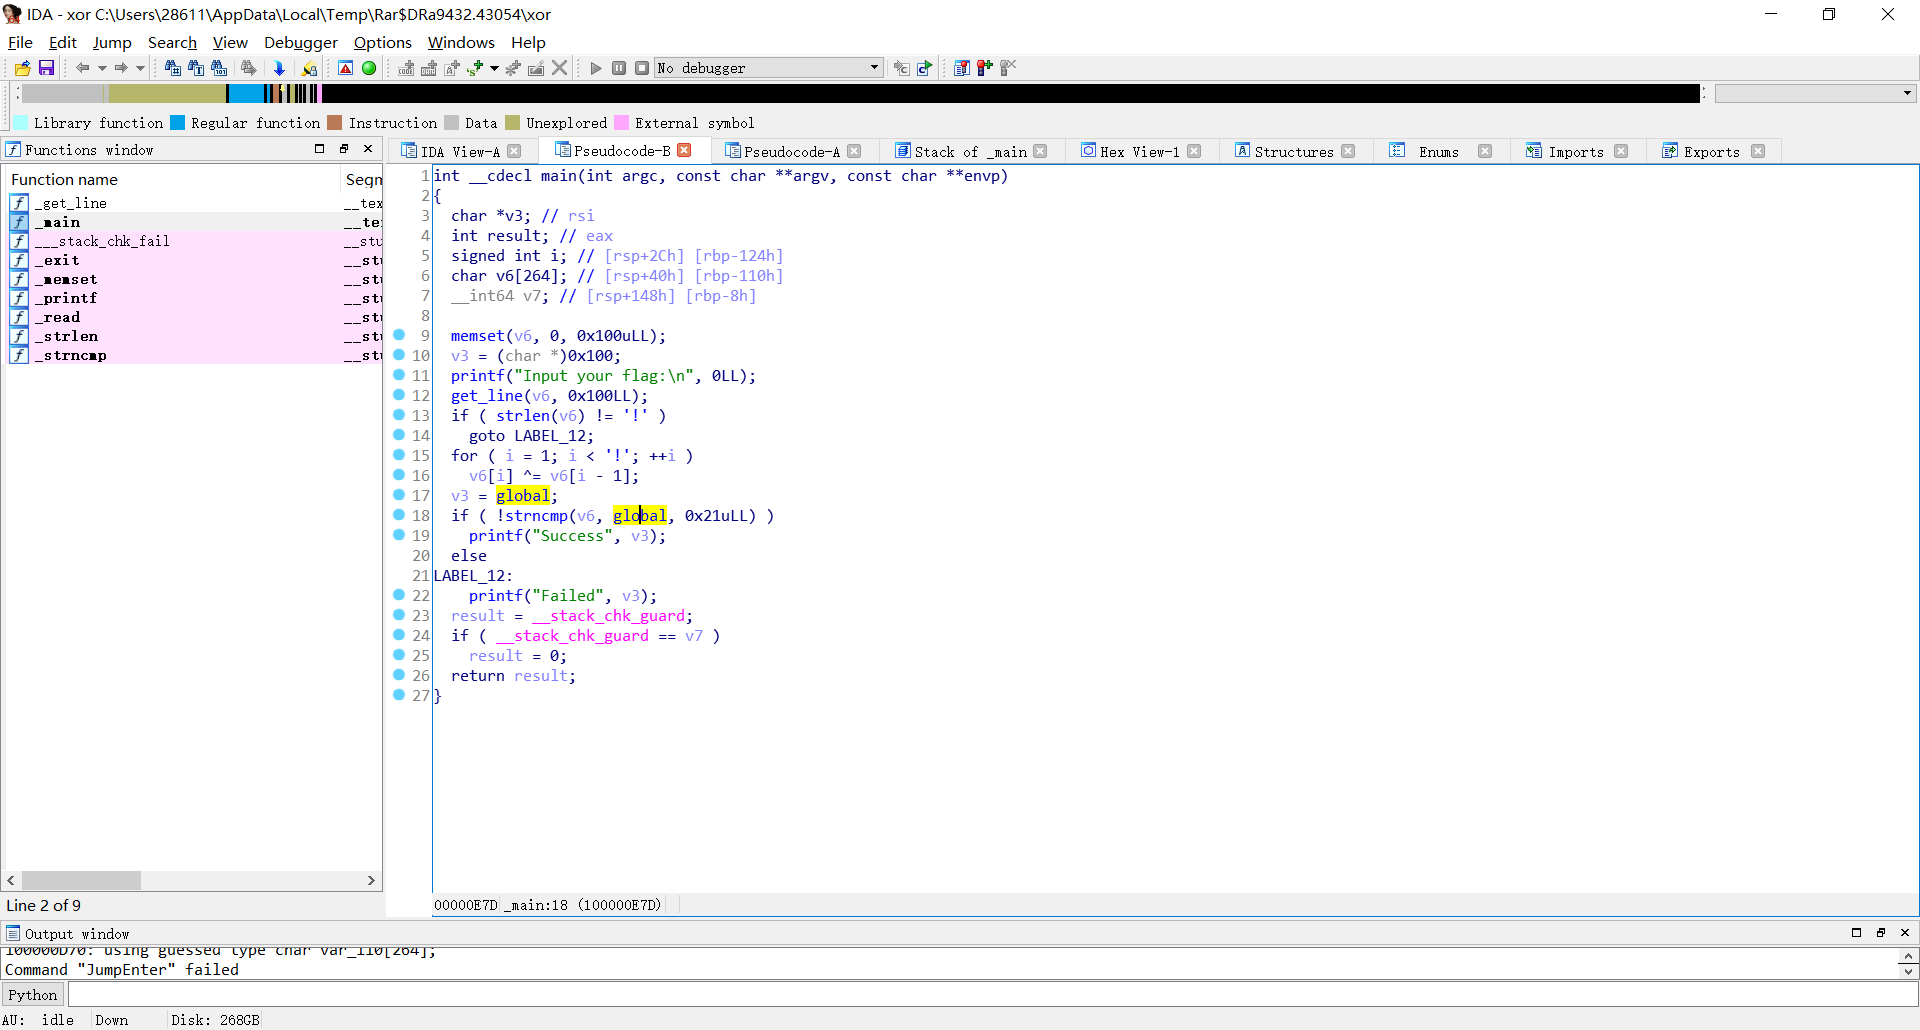 IDA - xor C:\Users\28611\AppData\Local\Temp\Rar$DRa9432.43054\xor
File Edit Jump Search View Debugger Options Windows Help
No debugger
Library function Regular function Instruction Data Unexplored External symbol
Functions window
IDA View-A Pseudocode-B Pseudocode-A Stack of _main Hex View-1 Structures Enums Imports Exports
Function name Segm
_get_line __tex
_main __te
___stack_chk_fail __stu
_exit __stu
_memset __stu
_printf __stu
_read __stu
_strlen __stu
_strncmp __stu
Line 2 of 9
1 int __cdecl main(int argc, const char **argv, const char **envp)
2 {
3 char *v3; // rsi
4 int result; // eax
5 signed int i; // [rsp+2Ch] [rbp-124h]
6 char v6[264]; // [rsp+40h] [rbp-110h]
7 __int64 v7; // [rsp+148h] [rbp-8h]
8
9 memset(v6, 0, 0x100uLL);
10 v3 = (char *)0x100;
11 printf("Input your flag:\n", 0LL);
12 get_line(v6, 0x100LL);
13 if ( strlen(v6) != '!' )
14 goto LABEL_12;
15 for ( i = 1; i < '!'; ++i )
16 v6[i] ^= v6[i - 1];
17 v3 = global;
18 if ( !strncmp(v6, global, 0x21uLL) )
19 printf("Success", v3);
20 else
21 LABEL_12:
22 printf("Failed", v3);
23 result = __stack_chk_guard;
24 if ( __stack_chk_guard == v7 )
25 result = 0;
26 return result;
27 }
00000E7D _main:18 (100000E7D)
Output window
100000D70: using guessed type char var_110[264];
Command "JumpEnter" failed
Python
AU: idle Down Disk: 268GB